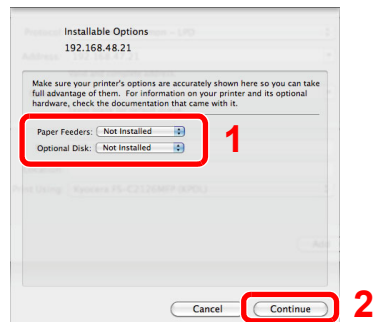 Installable Options
192.168.48.21
Make sure your printer's options are accurately shown here so you can take
full advantage of them. For information on your printer and its optional
hardware, check the documentation that came with it.
Paper Feeders: Not Installed
1
Optional Disk: Not Installed
Cancel
Continue
2